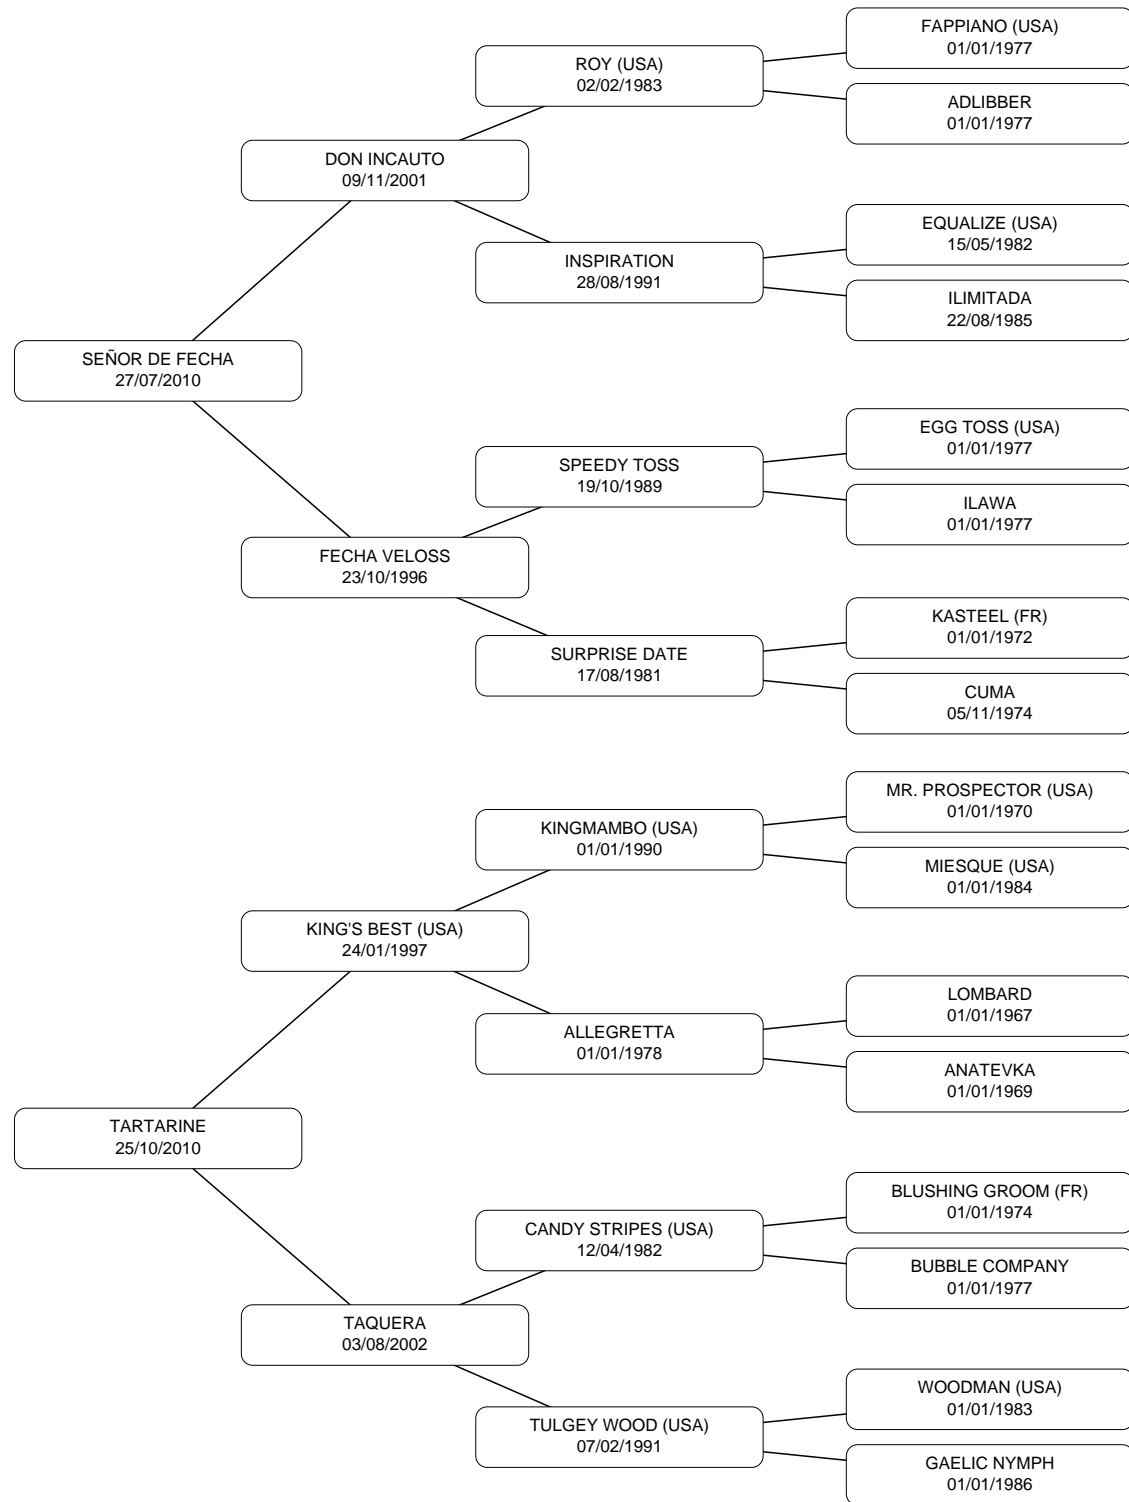 FAPPIANO (USA)
01/01/1977
ROY (USA)
02/02/1983
ADLIBBER
01/01/1977
DON INCAUTO
09/11/2001
EQUALIZE (USA)
15/05/1982
INSPIRATION
28/08/1991
ILIMITADA
22/08/1985
SEÑOR DE FECHA
27/07/2010
EGG TOSS (USA)
01/01/1977
SPEEDY TOSS
19/10/1989
ILAWA
01/01/1977
FECHA VELOSS
23/10/1996
KASTEEL (FR)
01/01/1972
SURPRISE DATE
17/08/1981
CUMA
05/11/1974
MR. PROSPECTOR (USA)
01/01/1970
KINGMAMBO (USA)
01/01/1990
MIESQUE (USA)
01/01/1984
KING'S BEST (USA)
24/01/1997
LOMBARD
01/01/1967
ALLEGRETTA
01/01/1978
ANATEVKA
01/01/1969
TARTARINE
25/10/2010
BLUSHING GROOM (FR)
01/01/1974
CANDY STRIPES (USA)
12/04/1982
BUBBLE COMPANY
01/01/1977
TAQUERA
03/08/2002
WOODMAN (USA)
01/01/1983
TULGEY WOOD (USA)
07/02/1991
GAELIC NYMPH
01/01/1986